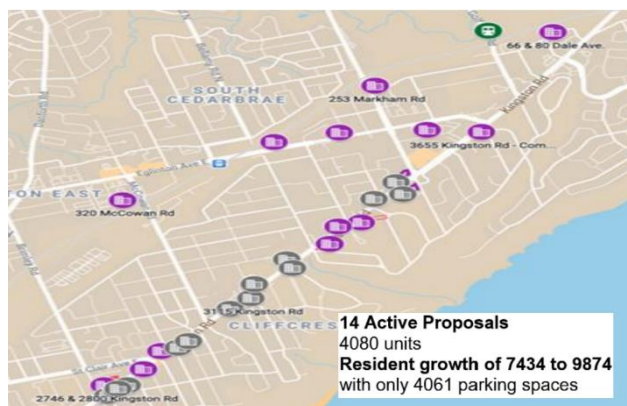 66 & 80 Dale Ave.
Kingston Rd
SOUTH
CEDARBRAE
253 Markham Rd
3655 Kingston Rd - Com...
Eglinton Ave E
TON EAST
320 McCowan Rd
3115 Kingston Rd
CLIFFCRES
St Clair Ave E
2746 & 2800 Kingston Rd
14 Active Proposals
4080 units
Resident growth of 7434 to 9874
with only 4061 parking spaces